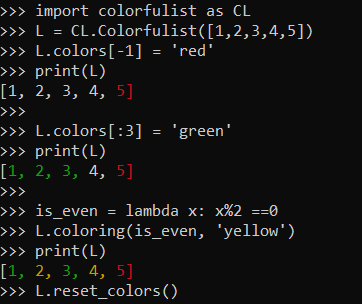 >>> import colorfulist as CL
>>> L = CL.Colorfulist([1,2,3,4,5])
>>> L.colors[-1] = 'red'
>>> print(L)
[1, 2, 3, 4, 5]
>>>
>>> L.colors[:3] = 'green'
>>> print(L)
[1, 2, 3, 4, 5]
>>>
>>> is_even = lambda x: x%2 ==0
>>> L.coloring(is_even, 'yellow')
>>> print(L)
[1, 2, 3, 4, 5]
>>> L.reset_colors()